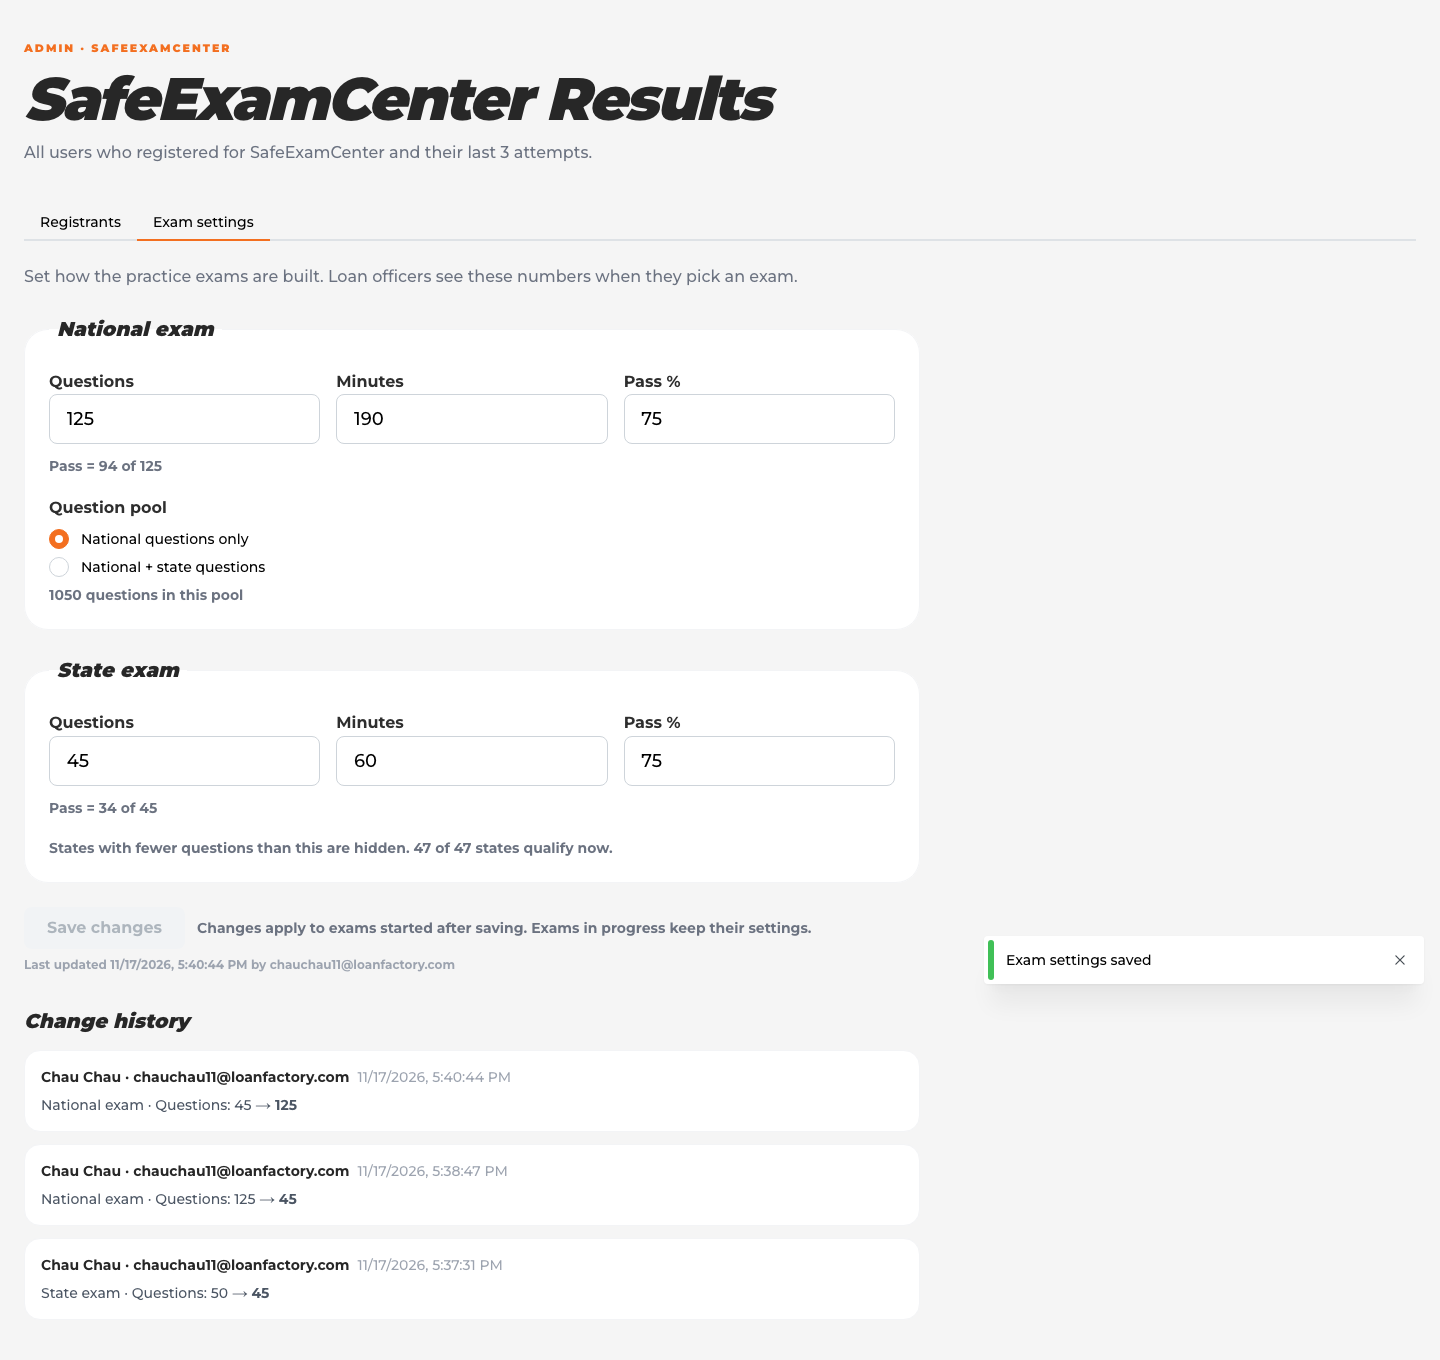 ADMIN · SAFEEXAMCENTER
SafeExamCenter Results
All users who registered for SafeExamCenter and their last 3 attempts.
Registrants
Exam settings
Set how the practice exams are built. Loan officers see these numbers when they pick an exam.
National exam
Questions
Minutes
Pass %
125
190
75
Pass = 94 of 125
Question pool
National questions only
National + state questions
1050 questions in this pool
State exam
Questions
Minutes
Pass %
45
60
75
Pass = 34 of 45
States with fewer questions than this are hidden. 47 of 47 states qualify now.
Save changes
Changes apply to exams started after saving. Exams in progress keep their settings.
Exam settings saved
Last updated 11/17/2026, 5:40:44 PM by chauchau11@loanfactory.com
Change history
Chau Chau · chauchau11@loanfactory.com 11/17/2026, 5:40:44 PM
National exam · Questions: 45 → 125
Chau Chau · chauchau11@loanfactory.com 11/17/2026, 5:38:47 PM
National exam · Questions: 125 → 45
Chau Chau · chauchau11@loanfactory.com 11/17/2026, 5:37:31 PM
State exam · Questions: 50 → 45